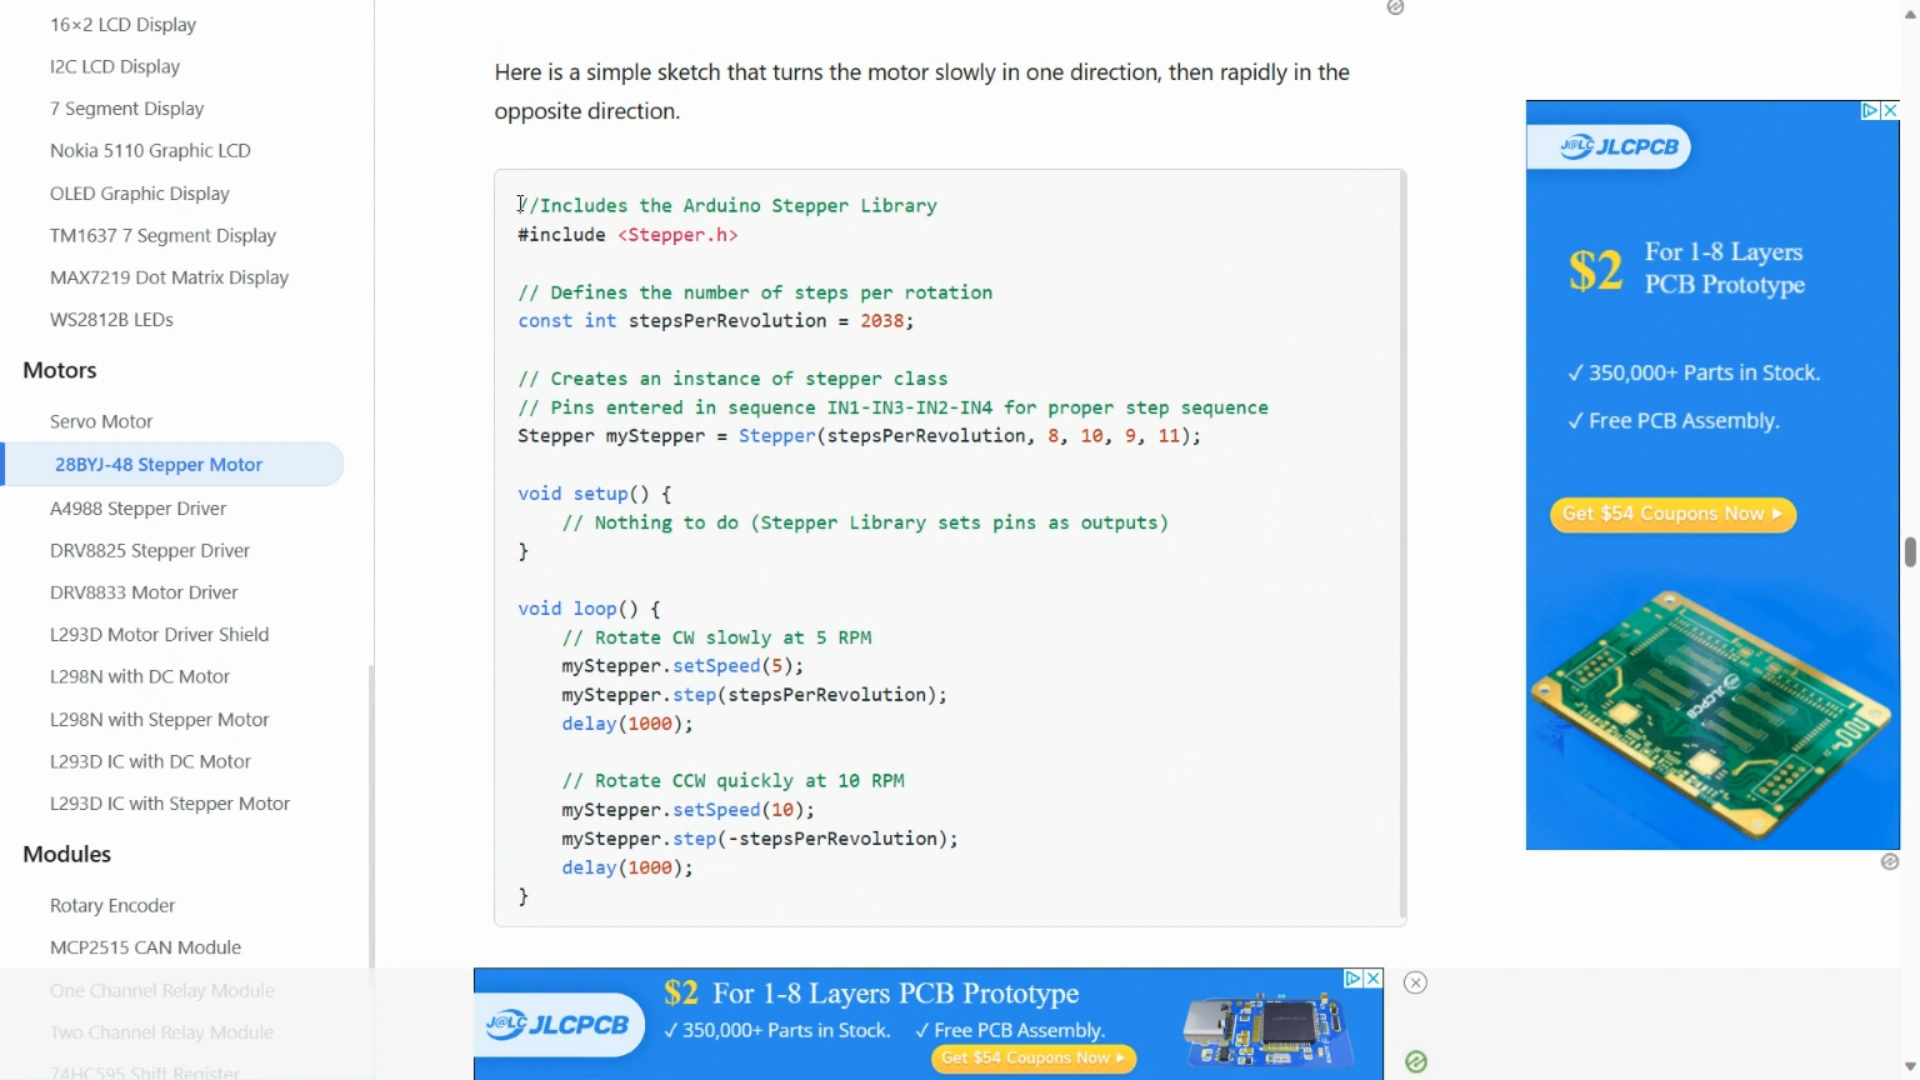 16×2 LCD Display
I2C LCD Display
7 Segment Display
Nokia 5110 Graphic LCD
OLED Graphic Display
TM1637 7 Segment Display
MAX7219 Dot Matrix Display
WS2812B LEDs
Motors
Servo Motor
28BYJ-48 Stepper Motor
A4988 Stepper Driver
DRV8825 Stepper Driver
DRV8833 Motor Driver
L293D Motor Driver Shield
L298N with DC Motor
L298N with Stepper Motor
L293D IC with DC Motor
L293D IC with Stepper Motor
Modules
Rotary Encoder
MCP2515 CAN Module
One Channel Relay Module
Two Channel Relay Module
74HC595 Shift Register
Here is a simple sketch that turns the motor slowly in one direction, then rapidly in the
opposite direction.
//Includes the Arduino Stepper Library
#include <Stepper.h>
// Defines the number of steps per rotation
const int stepsPerRevolution = 2038;
// Creates an instance of stepper class
// Pins entered in sequence IN1-IN3-IN2-IN4 for proper step sequence
Stepper myStepper = Stepper(stepsPerRevolution, 8, 10, 9, 11);
void setup() {
    // Nothing to do (Stepper Library sets pins as outputs)
}
void loop() {
    // Rotate CW slowly at 5 RPM
    myStepper.setSpeed(5);
    myStepper.step(stepsPerRevolution);
    delay(1000);
    // Rotate CCW quickly at 10 RPM
    myStepper.setSpeed(10);
    myStepper.step(-stepsPerRevolution);
    delay(1000);
}
J@LC JLCPCB
$2 For 1-8 Layers
PCB Prototype
✓ 350,000+ Parts in Stock.
✓ Free PCB Assembly.
Get $54 Coupons Now
JLCPCB
J@LC JLCPCB
$2 For 1-8 Layers PCB Prototype
✓ 350,000+ Parts in Stock. ✓ Free PCB Assembly.
Get $54 Coupons Now